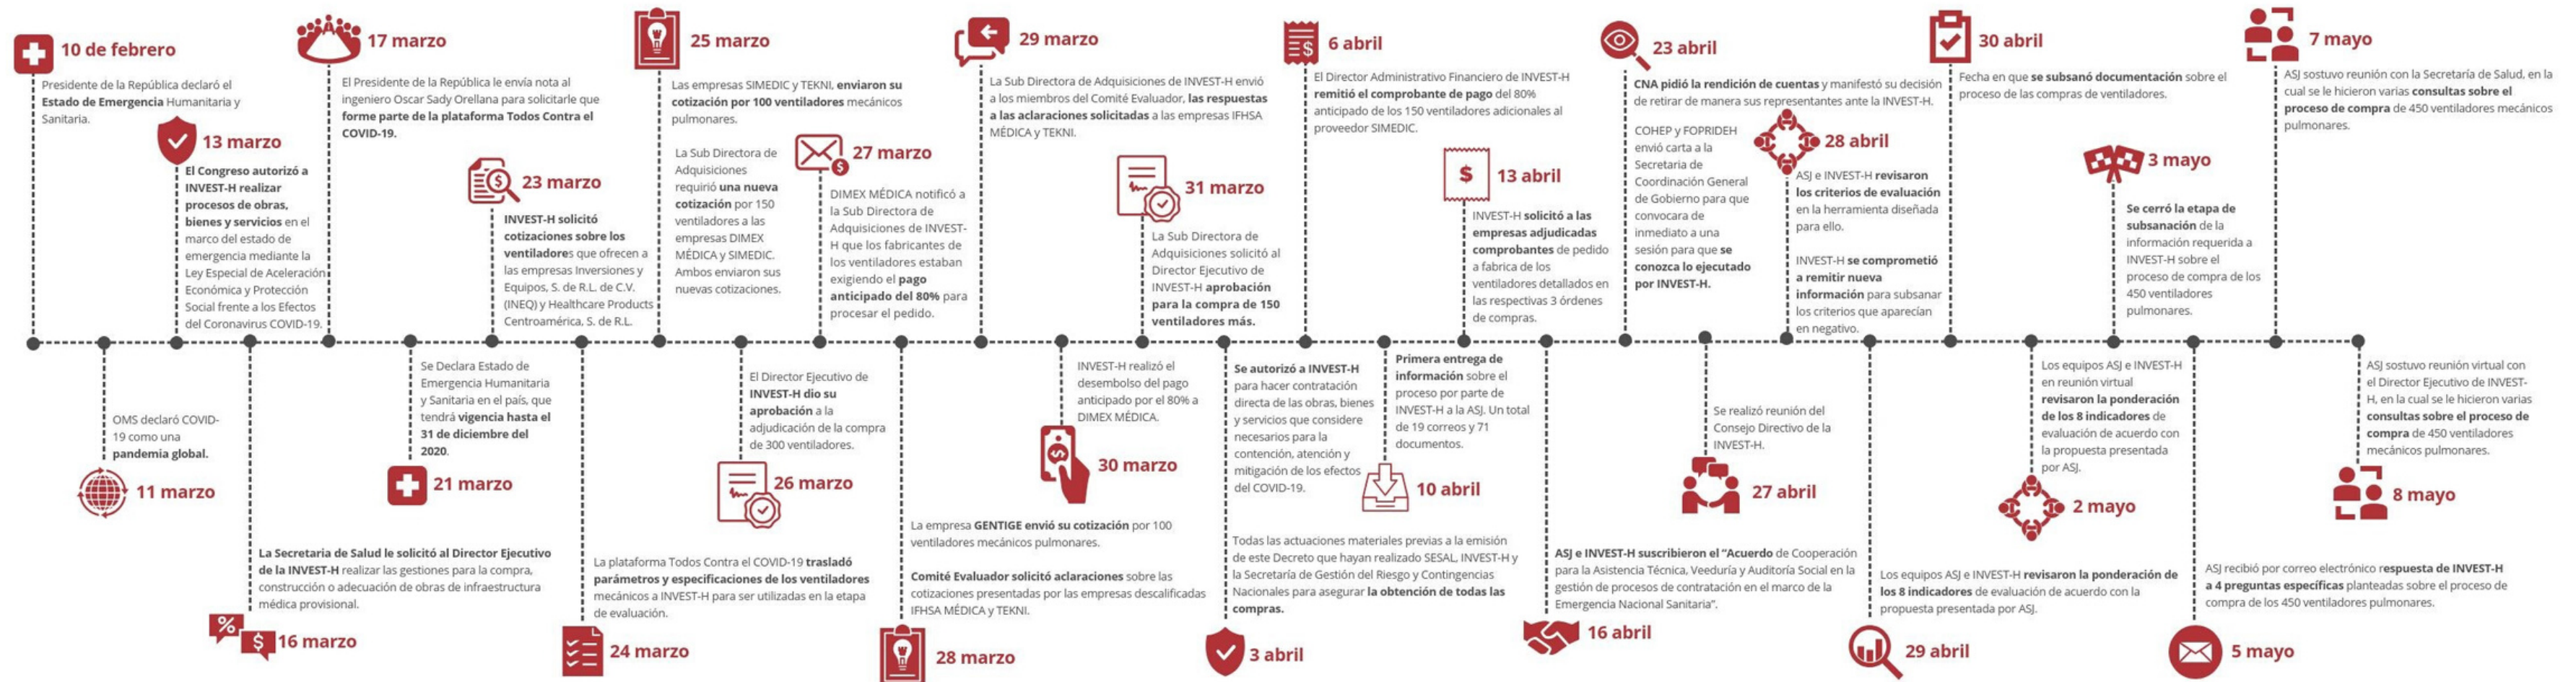 10 de febrero
Presidente de la República declaró el
Estado de Emergencia Humanitaria y
Sanitaria.
11 marzo
OMS declaró COVID-
19 como una
pandemia global.
13 marzo
El Congreso autorizó a
INVEST-H realizar
procesos de obras,
bienes y servicios en el
marco del estado de
emergencia mediante la
Ley Especial de Aceleración
Económica y Protección
Social frente a los Efectos
del Coronavirus COVID-19.
16 marzo
La Secretaria de Salud le solicitó al Director Ejecutivo
de la INVEST-H realizar las gestiones para la compra,
construcción o adecuación de obras de infraestructura
médica provisional.
17 marzo
El Presidente de la República le envía nota al
ingeniero Oscar Sady Orellana para solicitarle que
forme parte de la plataforma Todos Contra el
COVID-19.
21 marzo
Se Declara Estado de
Emergencia Humanitaria
y Sanitaria en el país, que
tendrá vigencia hasta el
31 de diciembre del
2020.
23 marzo
INVEST-H solicitó
cotizaciones sobre los
ventiladores que ofrecen a
las empresas Inversiones y
Equipos, S. de R.L. de C.V.
(INEQ) y Healthcare Products
Centroamérica, S. de R.L.
24 marzo
La plataforma Todos Contra el COVID-19 trasladó
parámetros y especificaciones de los ventiladores
mecánicos a INVEST-H para ser utilizadas en la etapa
de evaluación.
25 marzo
Las empresas SIMEDIC y TEKNI, enviaron su
cotización por 100 ventiladores mecánicos
pulmonares.
La Sub Directora de
Adquisiciones
requirió una nueva
cotización por 150
ventiladores a las
empresas DIMEX
MÉDICA y SIMEDIC.
Ambos enviaron sus
nuevas cotizaciones.
26 marzo
El Director Ejecutivo de
INVEST-H dio su
aprobación a la
adjudicación de la compra
de 300 ventiladores.
27 marzo
DIMEX MÉDICA notificó a
la Sub Directora de
Adquisiciones de INVEST-
H que los fabricantes de
los ventiladores estaban
exigiendo el pago
anticipado del 80% para
procesar el pedido.
28 marzo
La empresa GENTIGE envió su cotización por 100
ventiladores mecánicos pulmonares.
Comité Evaluador solicitó aclaraciones sobre las
cotizaciones presentadas por las empresas descalificadas
IFHSA MÉDICA y TEKNI.
29 marzo
La Sub Directora de Adquisiciones de INVEST-H envió
a los miembros del Comité Evaluador, las respuestas
a las aclaraciones solicitadas a las empresas IFHSA
MÉDICA y TEKNI.
30 marzo
INVEST-H realizó el
desembolso del pago
anticipado por el 80% a
DIMEX MÉDICA.
31 marzo
La Sub Directora de
Adquisiciones solicitó al
Director Ejecutivo de
INVEST-H aprobación
para la compra de 150
ventiladores más.
3 abril
Se autorizó a INVEST-H
para hacer contratación
directa de las obras, bienes
y servicios que considere
necesarios para la
contención, atención y
mitigación de los efectos
del COVID-19.
Todas las actuaciones materiales previas a la emisión
de este Decreto que hayan realizado SESAL, INVEST-H y
la Secretaría de Gestión del Riesgo y Contingencias
Nacionales para asegurar la obtención de todas las
compras.
6 abril
El Director Administrativo Financiero de INVEST-H
remitió el comprobante de pago del 80%
anticipado de los 150 ventiladores adicionales al
proveedor SIMEDIC.
10 abril
Primera entrega de
información sobre el
proceso por parte de
INVEST-H a la ASJ. Un total
de 19 correos y 71
documentos.
13 abril
INVEST-H solicitó a las
empresas adjudicadas
comprobantes de pedido
a fabrica de los
ventiladores detallados en
las respectivas 3 órdenes
de compras.
16 abril
ASJ e INVEST-H suscribieron el "Acuerdo de Cooperación
para la Asistencia Técnica, Veeduría y Auditoría Social en la
gestión de procesos de contratación en el marco de la
Emergencia Nacional Sanitaria".
23 abril
CNA pidió la rendición de cuentas y manifestó su decisión
de retirar de manera sus representantes ante la INVEST-H.
COHEP y FOPRIDEH
envió carta a la
Secretaria de
Coordinación General
de Gobierno para que
convocara de
inmediato a una
sesión para que se
conozca lo ejecutado
por INVEST-H.
27 abril
Se realizó reunión del
Consejo Directivo de la
INVEST-H.
28 abril
ASJ e INVEST-H revisaron
los criterios de evaluación
en la herramienta diseñada
para ello.
INVEST-H se comprometió
a remitir nueva
información para subsanar
los criterios que aparecían
en negativo.
29 abril
Los equipos ASJ e INVEST-H revisaron la ponderación de
los 8 indicadores de evaluación de acuerdo con la
propuesta presentada por ASJ.
30 abril
Fecha en que se subsanó documentación sobre el
proceso de las compras de ventiladores.
2 mayo
Los equipos ASJ e INVEST-H
en reunión virtual
revisaron la ponderación
de los 8 indicadores de
evaluación de acuerdo con
la propuesta presentada
por ASJ.
3 mayo
Se cerró la etapa de
subsanación de la
información requerida a
INVEST-H sobre el
proceso de compra de los
450 ventiladores
pulmonares.
5 mayo
ASJ recibió por correo electrónico respuesta de INVEST-H
a 4 preguntas específicas planteadas sobre el proceso de
compra de los 450 ventiladores pulmonares.
7 mayo
ASJ sostuvo reunión con la Secretaría de Salud, en la
cual se le hicieron varias consultas sobre el
proceso de compra de 450 ventiladores mecánicos
pulmonares.
8 mayo
ASJ sostuvo reunión virtual con
el Director Ejecutivo de INVEST-
H, en la cual se le hicieron varias
consultas sobre el proceso de
compra de 450 ventiladores
mecánicos pulmonares.